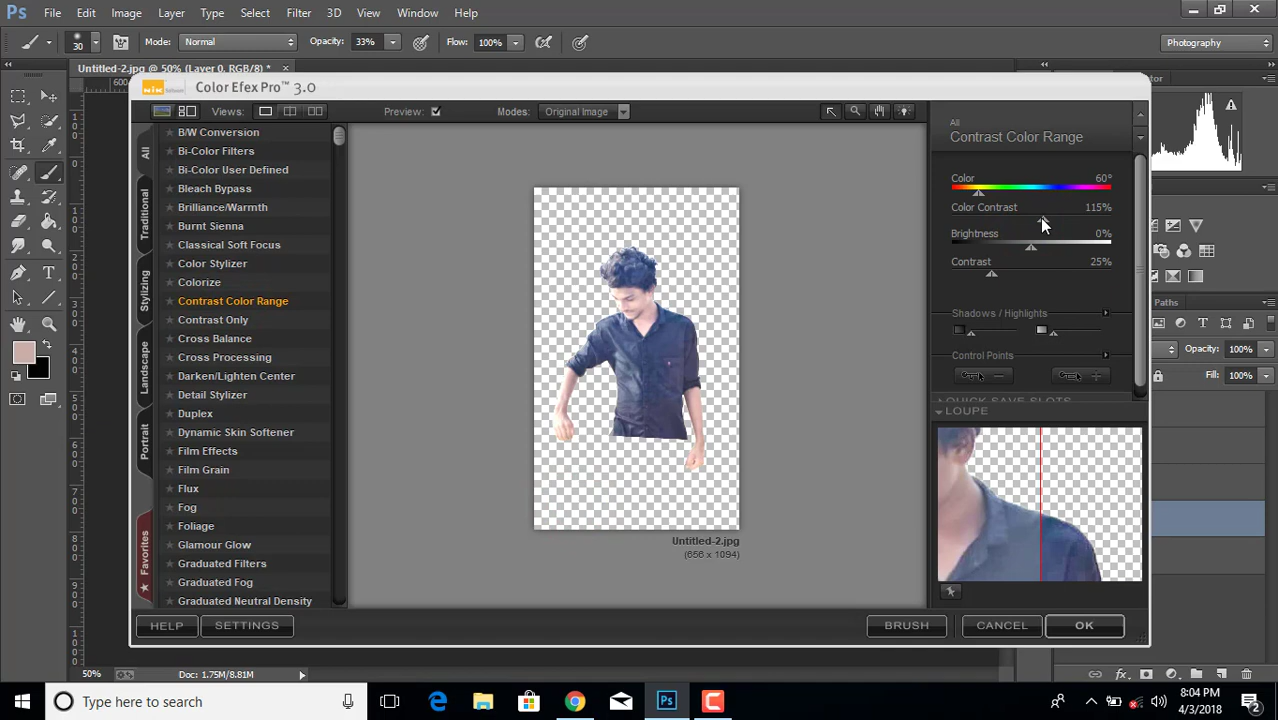 Ps File Edit Image Layer Type Select Filter 3D View Window Help
30 Mode: Normal Opacity: 33% Flow: 100% Photography
Untitled-2.jpg @ 50% (Layer 0, RGB/8) *
Color Efex Pro™ 3.0
Views: Preview: Modes: Original Image
All
Contrast Color Range
All
Traditional
Stylizing
Landscape
Portrait
Favorites
B/W Conversion
Bi-Color Filters
Bi-Color User Defined
Bleach Bypass
Brilliance/Warmth
Burnt Sienna
Classical Soft Focus
Color Stylizer
Colorize
Contrast Color Range
Contrast Only
Cross Balance
Cross Processing
Darken/Lighten Center
Detail Stylizer
Duplex
Dynamic Skin Softener
Film Effects
Film Grain
Flux
Fog
Foliage
Glamour Glow
Graduated Filters
Graduated Fog
Graduated Neutral Density
Untitled-2.jpg
(656 x 1094)
Color 60°
Color Contrast 115%
Brightness 0%
Contrast 25%
Shadows / Highlights
Control Points
QUICK SAVE SLOTS
LOUPE
HELP SETTINGS BRUSH CANCEL OK
Paths
Opacity: 100%
Fill: 100%
50% Doc: 1.75M/8.81M
Type here to search
8:04 PM
4/3/2018
2